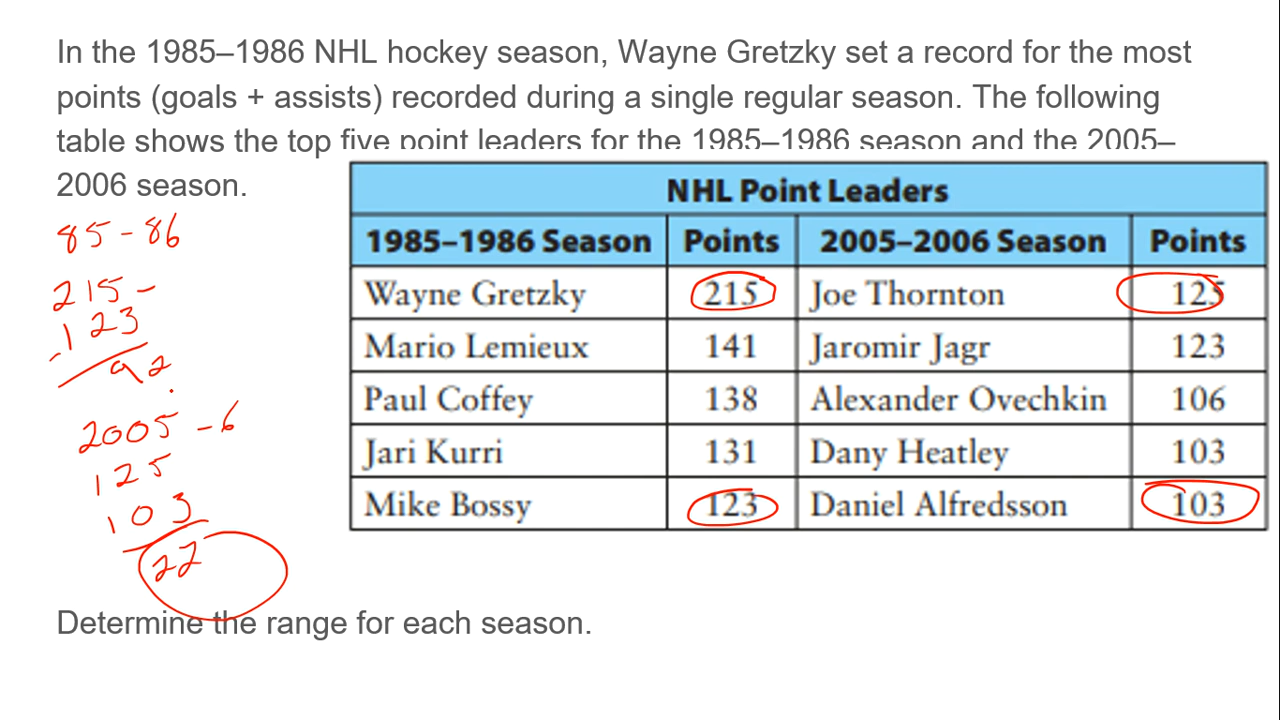 In the 1985–1986 NHL hockey season, Wayne Gretzky set a record for the most
points (goals + assists) recorded during a single regular season. The following
table shows the top five point leaders for the 1985–1986 season and the 2005–
2006 season.
85-86
215-
-123
92
2005-6
125
103
22
NHL Point Leaders
1985–1986 Season Points 2005–2006 Season Points
Wayne Gretzky 215 Joe Thornton 125
Mario Lemieux 141 Jaromir Jagr 123
Paul Coffey 138 Alexander Ovechkin 106
Jari Kurri 131 Dany Heatley 103
Mike Bossy 123 Daniel Alfredsson 103
Determine the range for each season.